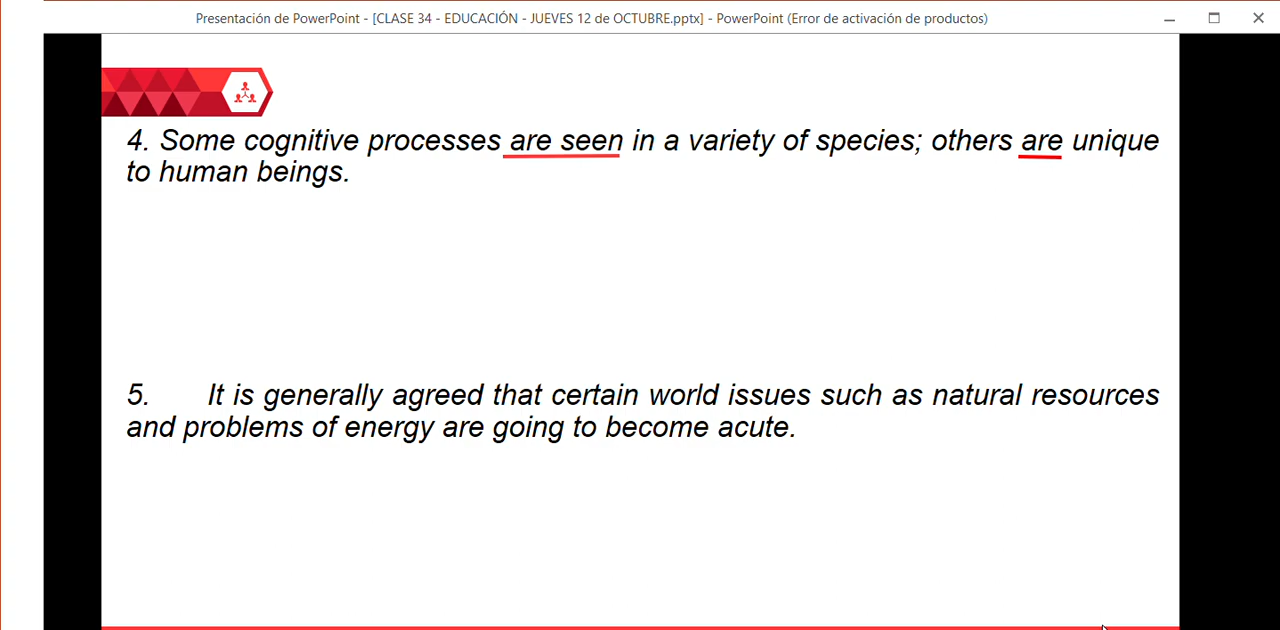 Presentación de PowerPoint - [CLASE 34 - EDUCACIÓN - JUEVES 12 de OCTUBRE.pptx] - PowerPoint (Error de activación de productos)
4. Some cognitive processes are seen in a variety of species; others are unique
to human beings.
5. It is generally agreed that certain world issues such as natural resources
and problems of energy are going to become acute.